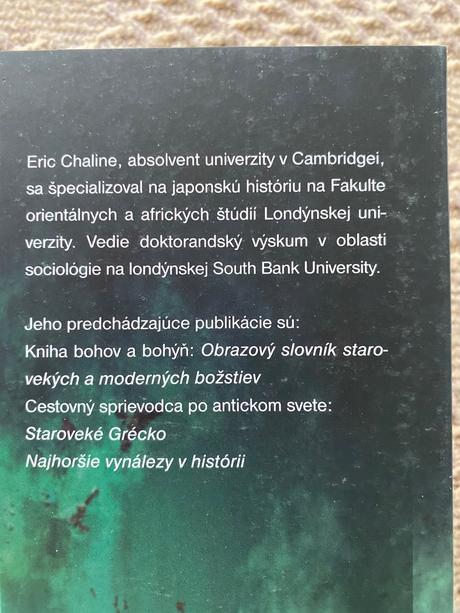 Eric Chaline, absolvent univerzity v Cambridgei,
sa špecializoval na japonskú históriu na Fakulte
orientálnych a afrických štúdií Londýnskej uni-
verzity. Vedie doktorandský výskum v oblasti
sociológie na londýnskej South Bank University.
Jeho predchádzajúce publikácie sú:
Kniha bohov a bohýň: Obrazový slovník staro-
vekých a moderných božstiev
Cestovný sprievodca po antickom svete:
Staroveké Grécko
Najhoršie vynálezy v histórii